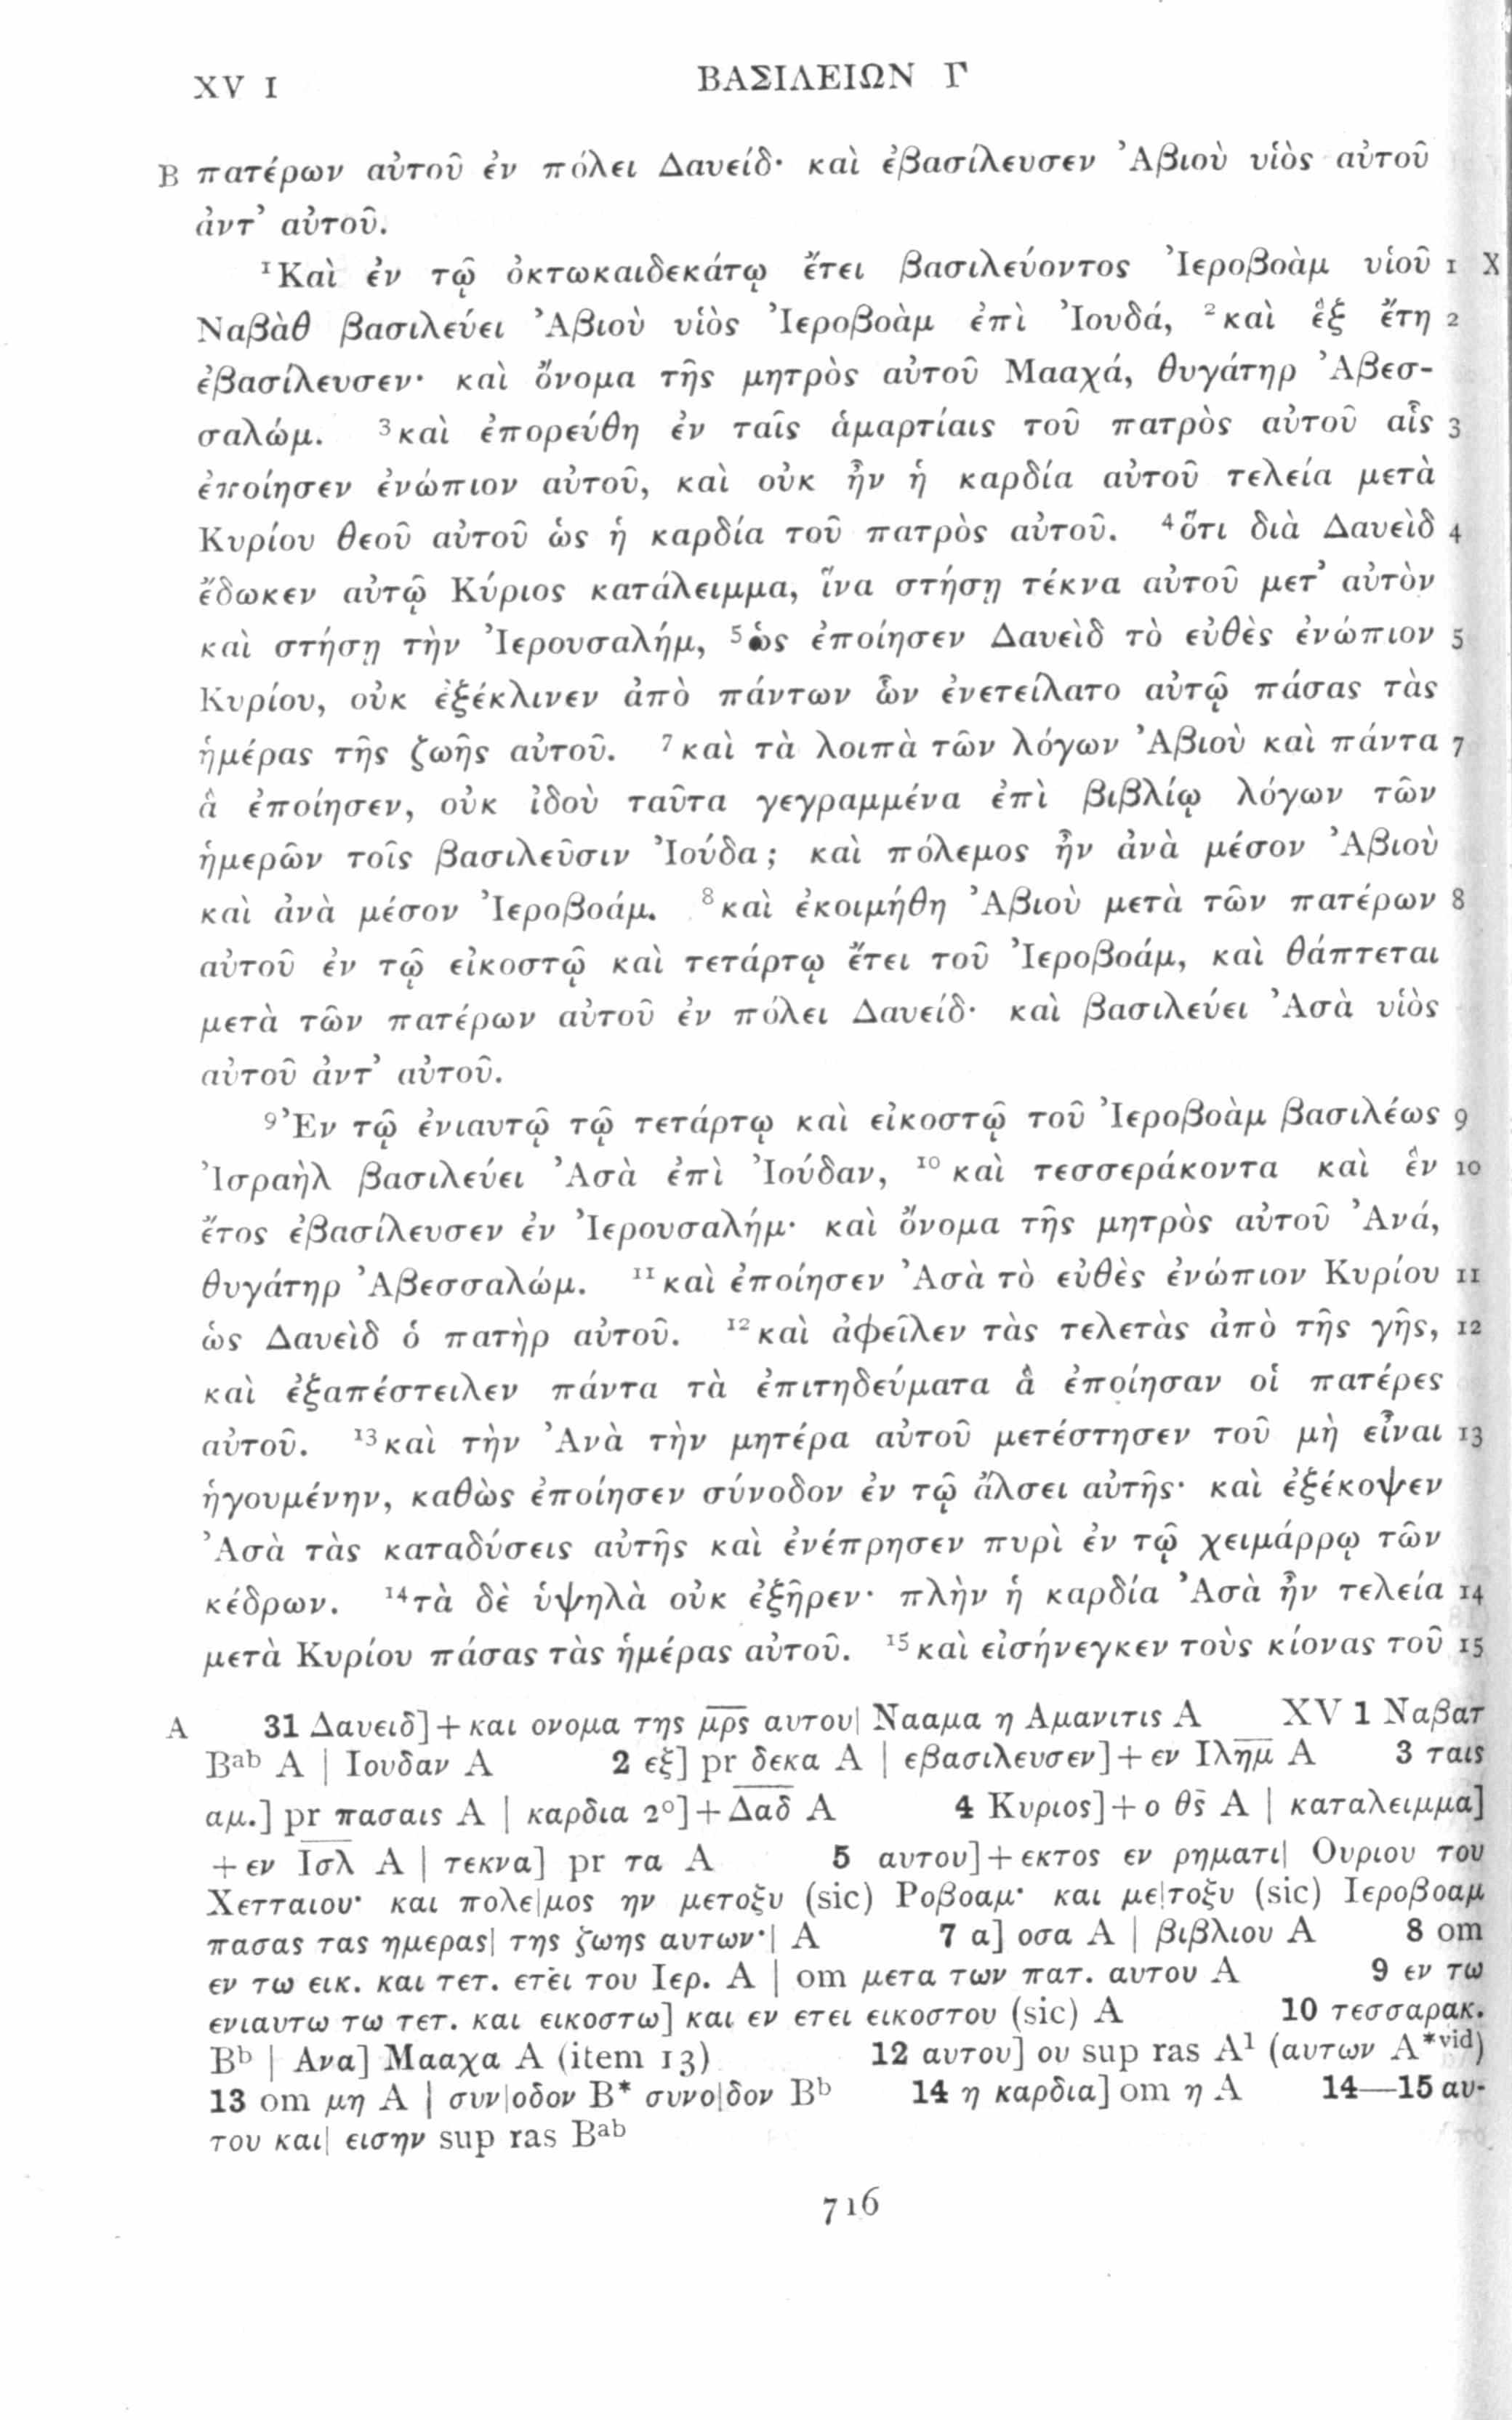 XV 1 ΒΑΣΙΛΕΙΩΝ Γ
B πατέρων αὐτοῦ ἐν πόλει Δαυείδ· καὶ ἐβασίλευσεν Ἀβιοὺ υἱὸς αὐτοῦ
ἀντ’ αὐτοῦ.
¹Καὶ ἐν τῷ ὀκτωκαιδεκάτῳ ἔτει βασιλεύοντος Ἰεροβοὰμ υἱοῦ 1 X
Ναβὰθ βασιλεύει Ἀβιοὺ υἱὸς Ἰεροβοὰμ ἐπὶ Ἰουδά, ²καὶ ἓξ ἔτη 2
ἐβασίλευσεν· καὶ ὄνομα τῆς μητρὸς αὐτοῦ Μααχά, θυγάτηρ Ἀβεσ-
σαλώμ. ³καὶ ἐπορεύθη ἐν ταῖς ἁμαρτίαις τοῦ πατρὸς αὐτοῦ αἷς 3
ἐποίησεν ἐνώπιον αὐτοῦ, καὶ οὐκ ἦν ἡ καρδία αὐτοῦ τελεία μετὰ
Κυρίου θεοῦ αὐτοῦ ὡς ἡ καρδία τοῦ πατρὸς αὐτοῦ. ⁴ὅτι διὰ Δαυεὶδ 4
ἔδωκεν αὐτῷ Κύριος κατάλειμμα, ἵνα στήσῃ τέκνα αὐτοῦ μετ’ αὐτὸν
καὶ στήσῃ τὴν Ἰερουσαλήμ, ⁵ὡς ἐποίησεν Δαυεὶδ τὸ εὐθὲς ἐνώπιον 5
Κυρίου, οὐκ ἐξέκλινεν ἀπὸ πάντων ὧν ἐνετείλατο αὐτῷ πάσας τὰς
ἡμέρας τῆς ζωῆς αὐτοῦ. ⁷καὶ τὰ λοιπὰ τῶν λόγων Ἀβιοὺ καὶ πάντα 7
ἃ ἐποίησεν, οὐκ ἰδοὺ ταῦτα γεγραμμένα ἐπὶ βιβλίῳ λόγων τῶν
ἡμερῶν τοῖς βασιλεῦσιν Ἰούδα; καὶ πόλεμος ἦν ἀνὰ μέσον Ἀβιοὺ
καὶ ἀνὰ μέσον Ἰεροβοάμ. ⁸καὶ ἐκοιμήθη Ἀβιοὺ μετὰ τῶν πατέρων 8
αὐτοῦ ἐν τῷ εἰκοστῷ καὶ τετάρτῳ ἔτει τοῦ Ἰεροβοάμ, καὶ θάπτεται
μετὰ τῶν πατέρων αὐτοῦ ἐν πόλει Δαυείδ· καὶ βασιλεύει Ἀσὰ υἱὸς
αὐτοῦ ἀντ’ αὐτοῦ.
⁹Ἐν τῷ ἐνιαυτῷ τῷ τετάρτῳ καὶ εἰκοστῷ τοῦ Ἰεροβοὰμ βασιλέως 9
Ἰσραὴλ βασιλεύει Ἀσὰ ἐπὶ Ἰούδαν, ¹⁰καὶ τεσσεράκοντα καὶ ἓν 10
ἔτος ἐβασίλευσεν ἐν Ἰερουσαλήμ· καὶ ὄνομα τῆς μητρὸς αὐτοῦ Ἀνά,
θυγάτηρ Ἀβεσσαλώμ. ¹¹καὶ ἐποίησεν Ἀσὰ τὸ εὐθὲς ἐνώπιον Κυρίου 11
ὡς Δαυεὶδ ὁ πατὴρ αὐτοῦ. ¹²καὶ ἀφεῖλεν τὰς τελετὰς ἀπὸ τῆς γῆς, 12
καὶ ἐξαπέστειλεν πάντα τὰ ἐπιτηδεύματα ἃ ἐποίησαν οἱ πατέρες
αὐτοῦ. ¹³καὶ τὴν Ἀνὰ τὴν μητέρα αὐτοῦ μετέστησεν τοῦ μὴ εἶναι 13
ἡγουμένην, καθὼς ἐποίησεν σύνοδον ἐν τῷ ἄλσει αὐτῆς· καὶ ἐξέκοψεν
Ἀσὰ τὰς καταδύσεις αὐτῆς καὶ ἐνέπρησεν πυρὶ ἐν τῷ χειμάρρῳ τῶν
κέδρων. ¹⁴τὰ δὲ ὑψηλὰ οὐκ ἐξῆρεν· πλὴν ἡ καρδία Ἀσὰ ἦν τελεία 14
μετὰ Κυρίου πάσας τὰς ἡμέρας αὐτοῦ. ¹⁵καὶ εἰσήνεγκεν τοὺς κίονας τοῦ 15
A 31 Δαυειδ]+και ονομα της μ̅ρ̅ς αυτου| Νααμα η Αμανιτις A XV 1 Ναβατ
Bᵃᵇ A | Ιουδαν A 2 εξ] pr δεκα A | εβασιλευσεν]+εν Ιλη̅μ̅ A 3 ταις
αμ.] pr πασαις A | καρδια 2°]+Δ̅α̅δ̅ A 4 Κυριος]+ο θ̅ς̅ A | καταλειμμα]
+εν Ι̅σ̅λ̅ A | τεκνα] pr τα A 5 αυτου]+εκτος εν ρηματι| Ουριου του
Χετταιου· και πολε|μος ην μετοξυ (sic) Ροβοαμ· και με|τοξυ (sic) Ιεροβοαμ
πασας τας ημερας| της ζωης αυτων·| A 7 α] οσα A | βιβλιου A 8 om
εν τω εικ. και τετ. ετει του Ιερ. A | om μετα των πατ. αυτου A 9 εν τω
ενιαυτω τω τετ. και εικοστω] και εν ετει εικοστου (sic) A 10 τεσσαρακ.
Bᵇ | Ανα] Μααχα A (item 13) 12 αυτου] ου sup ras A¹ (αυτων A*ᵛⁱᵈ)
13 om μη A | συν|οδον B* συνο|δον Bᵇ 14 η καρδια] om η A 14—15 αυ-
του και| εισην sup ras Bᵃᵇ
716